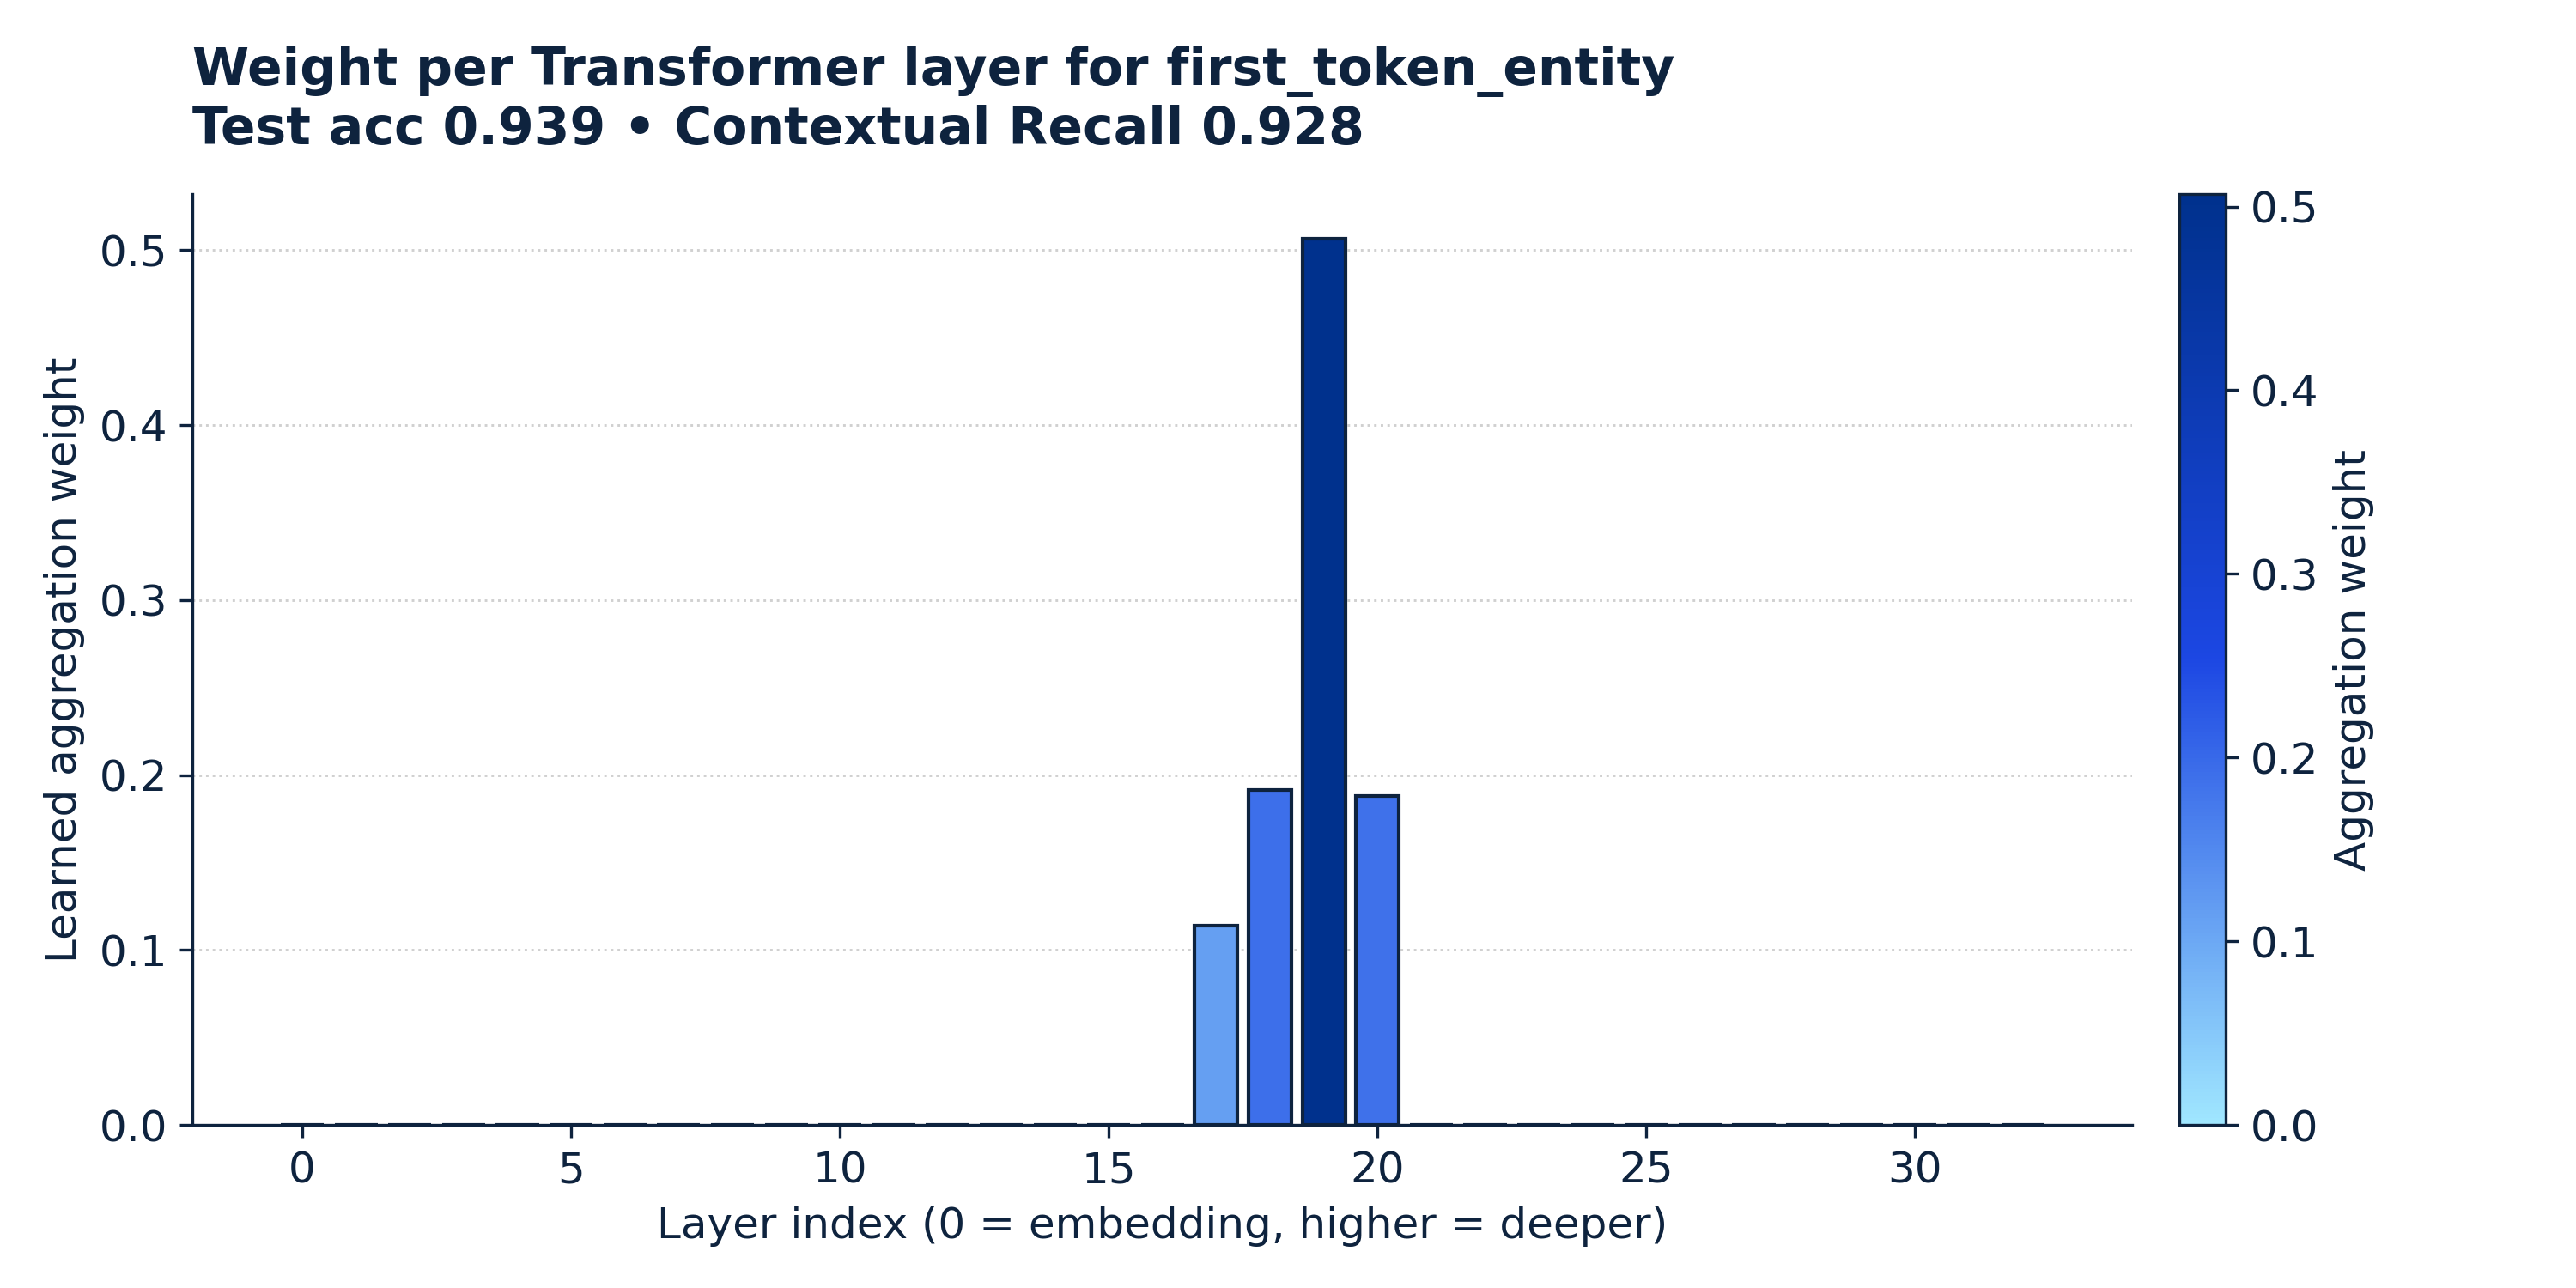 Weight per Transformer layer for first_token_entity
Test acc 0.939 • Contextual Recall 0.928
Learned aggregation weight
0.5
0.4
0.3
0.2
0.1
0.0
0 5 10 15 20 25 30
Layer index (0 = embedding, higher = deeper)
0.5
0.4
0.3
0.2
0.1
0.0
Aggregation weight